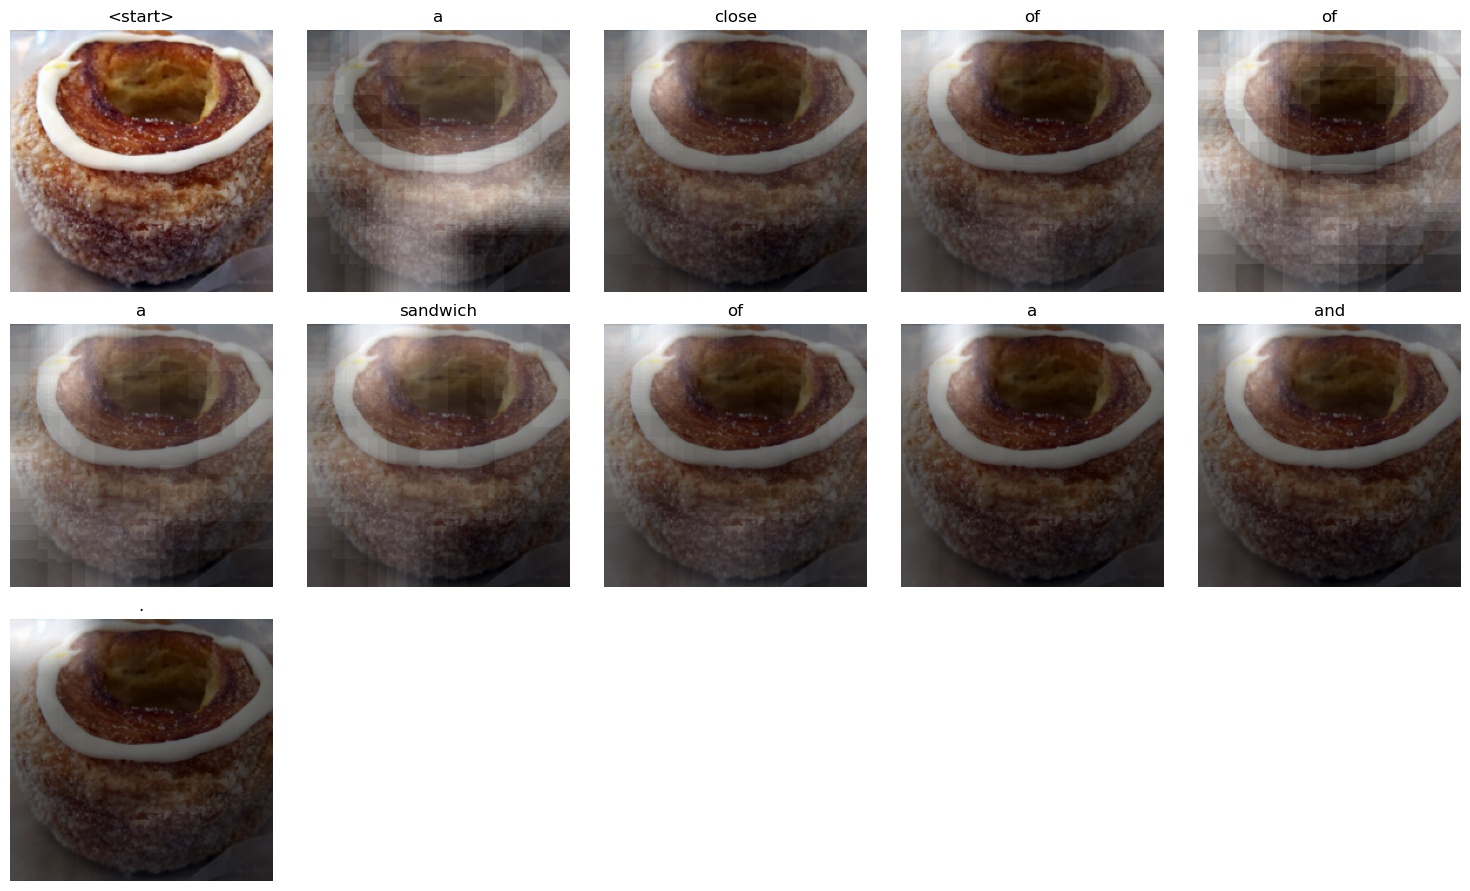 <start> a close of of
a sandwich of a and
.